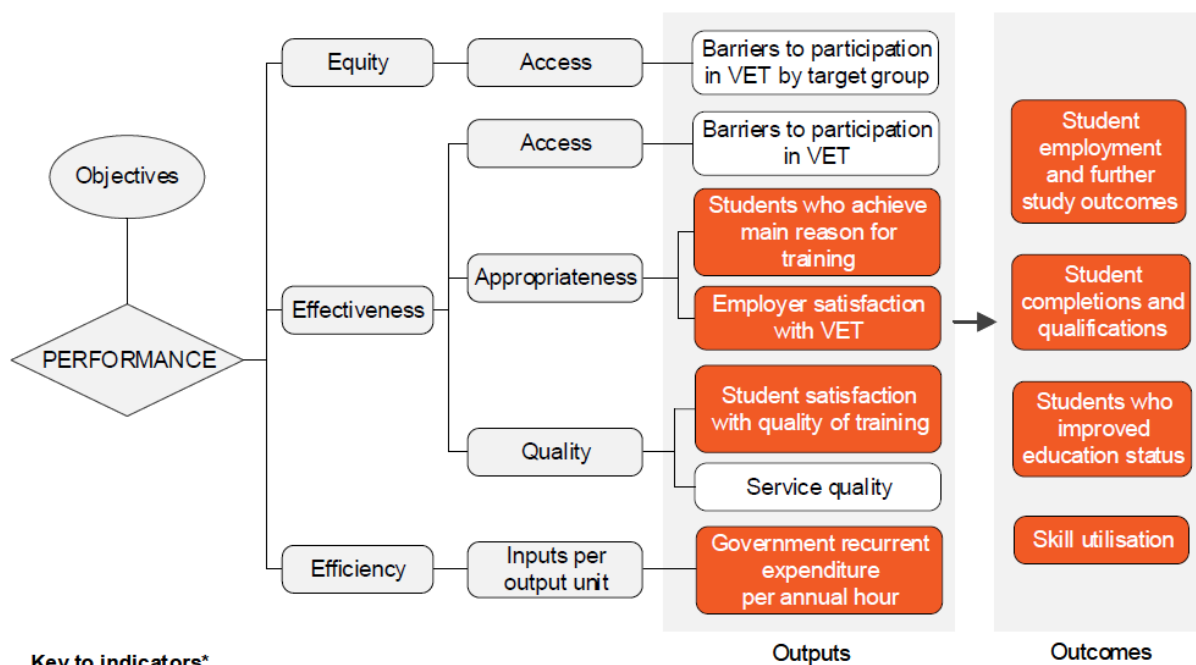 Objectives
PERFORMANCE
Equity
Access
Barriers to participation
in VET by target group
Effectiveness
Access
Barriers to participation
in VET
Appropriateness
Students who achieve
main reason for
training
Employer satisfaction
with VET
Quality
Student satisfaction
with quality of training
Service quality
Efficiency
Inputs per
output unit
Government recurrent
expenditure
per annual hour
Student
employment
and further
study outcomes
Student
completions and
qualifications
Students who
improved
education status
Skill utilisation
Key to indicators*
Outputs
Outcomes